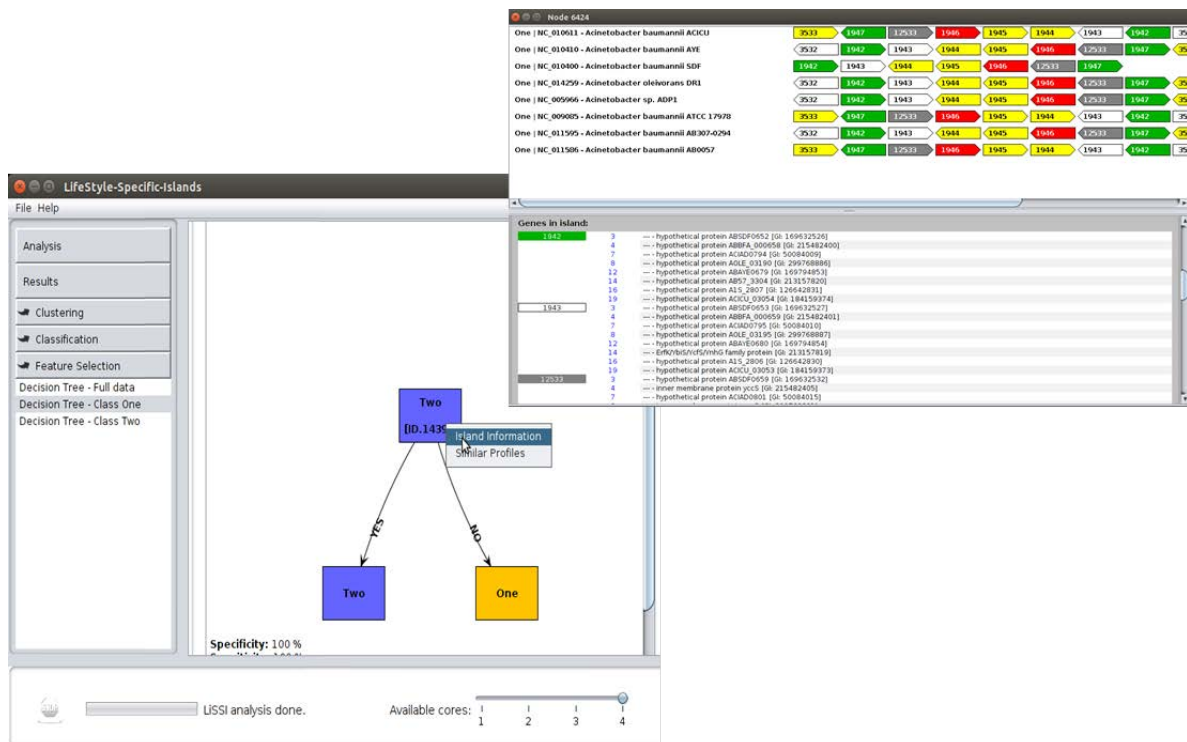 Node 6424
One | NC_010611 - Acinetobacter baumannii ACICU 3533 1947 12533 1946 1945 1944 1943 1942 35
One | NC_010410 - Acinetobacter baumannii AYE 3532 1942 1943 1944 1945 1946 12533 1947 35
One | NC_010400 - Acinetobacter baumannii SDF 1942 1943 1944 1945 1946 12533 1947
One | NC_014259 - Acinetobacter oleivorans DR1 3532 1942 1943 1944 1945 1946 12533 1947 35
One | NC_005966 - Acinetobacter sp. ADP1 3532 1942 1943 1944 1945 1946 12533 1947 35
One | NC_009085 - Acinetobacter baumannii ATCC 17978 3533 1947 12533 1946 1945 1944 1943 1942 35
One | NC_011595 - Acinetobacter baumannii AB307-0294 3532 1942 1943 1944 1945 1946 12533 1947 35
One | NC_011586 - Acinetobacter baumannii AB0057 3533 1947 12533 1946 1945 1944 1943 1942 35
Genes in island:
1942 3 --- - hypothetical protein ABSDF0652 [GI: 169632526]
4 --- - hypothetical protein ABBFA_000658 [GI: 215482400]
7 --- - hypothetical protein ACIAD0794 [GI: 50084009]
8 --- - hypothetical protein AOLE_03190 [GI: 299768886]
12 --- - hypothetical protein ABAYE0679 [GI: 169794853]
14 --- - hypothetical protein AB57_3304 [GI: 213157820]
16 --- - hypothetical protein A1S_2807 [GI: 126642831]
19 --- - hypothetical protein ACICU_03054 [GI: 184159374]
1943 3 --- - hypothetical protein ABSDF0653 [GI: 169632527]
4 --- - hypothetical protein ABBFA_000659 [GI: 215482401]
7 --- - hypothetical protein ACIAD0795 [GI: 50084010]
8 --- - hypothetical protein AOLE_03195 [GI: 299768887]
12 --- - hypothetical protein ABAYE0680 [GI: 169794854]
14 --- - ErfK/YbiS/YcfS/YnhG family protein [GI: 213157819]
16 --- - hypothetical protein A1S_2806 [GI: 126642830]
19 --- - hypothetical protein ACICU_03053 [GI: 184159373]
12533 3 --- - hypothetical protein ABSDF0659 [GI: 169632532]
4 --- - inner membrane protein yccS [GI: 215482405]
7 --- - hypothetical protein ACIAD0801 [GI: 50084015]
LifeStyle-Specific-Islands
File Help
Analysis
Results
Clustering
Classification
Feature Selection
Decision Tree - Full data
Decision Tree - Class One
Decision Tree - Class Two
Two
[ID.1439
Island Information
Similar Profiles
YES
NO
Two
One
Specificity: 100 %
LiSSI analysis done.
Available cores:
1 2 3 4